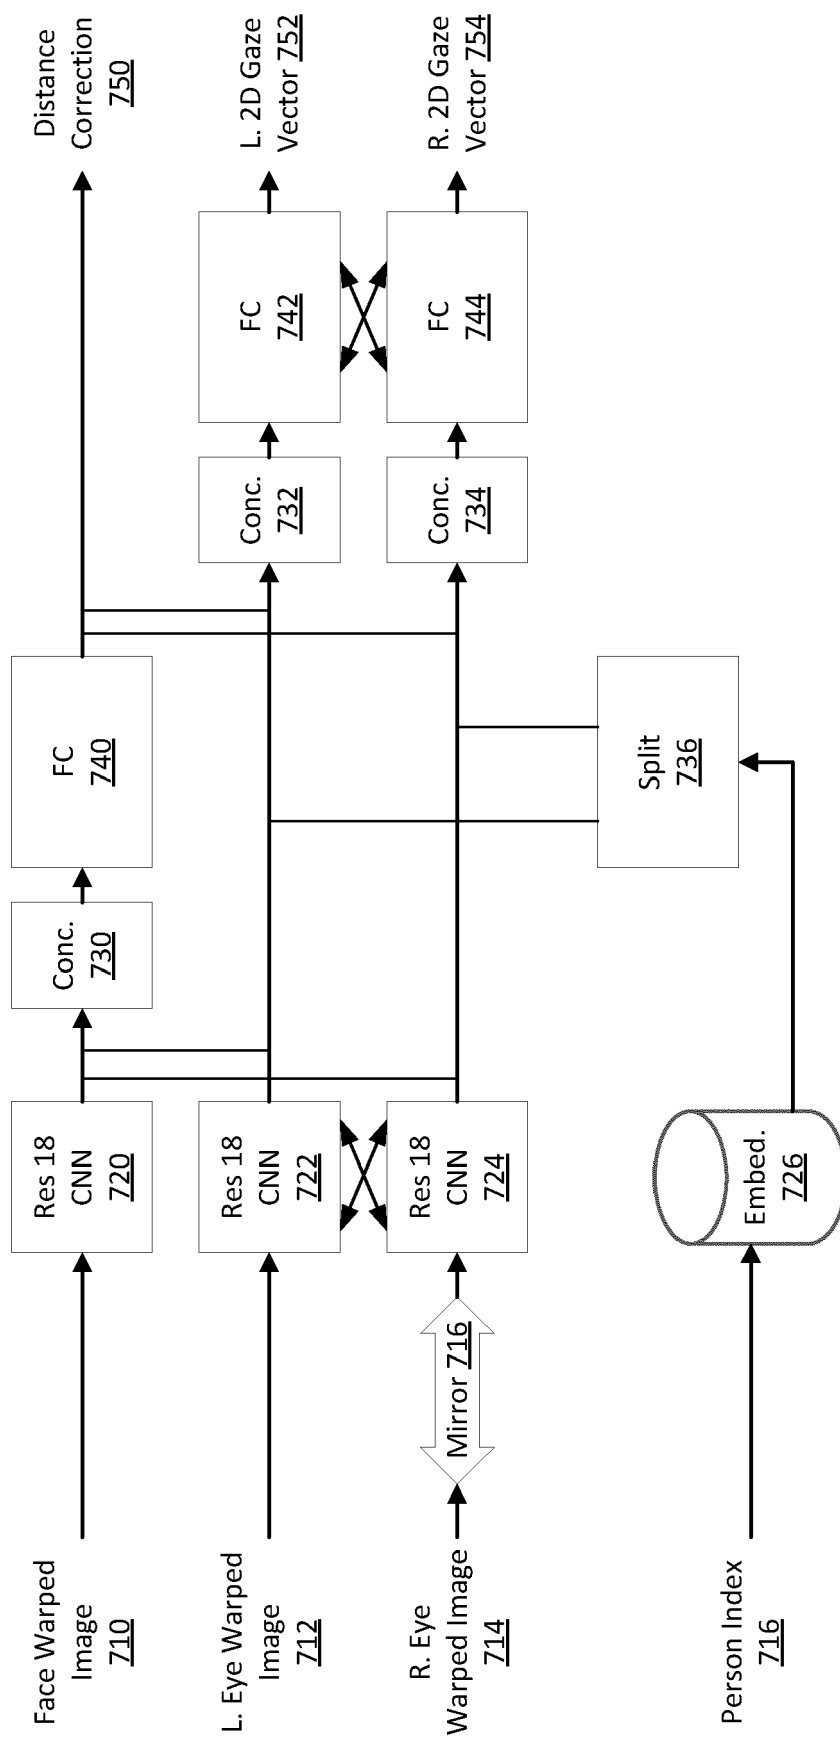 Face Warped
Image
710
L. Eye Warped
Image
712
R. Eye
Warped Image
714
Person Index
716
Mirror 716
Res 18
CNN
720
Res 18
CNN
722
Res 18
CNN
724
Embed.
726
Conc.
730
FC
740
Split
736
Conc.
732
Conc.
734
FC
742
FC
744
Distance
Correction
750
L. 2D Gaze
Vector 752
R. 2D Gaze
Vector 754